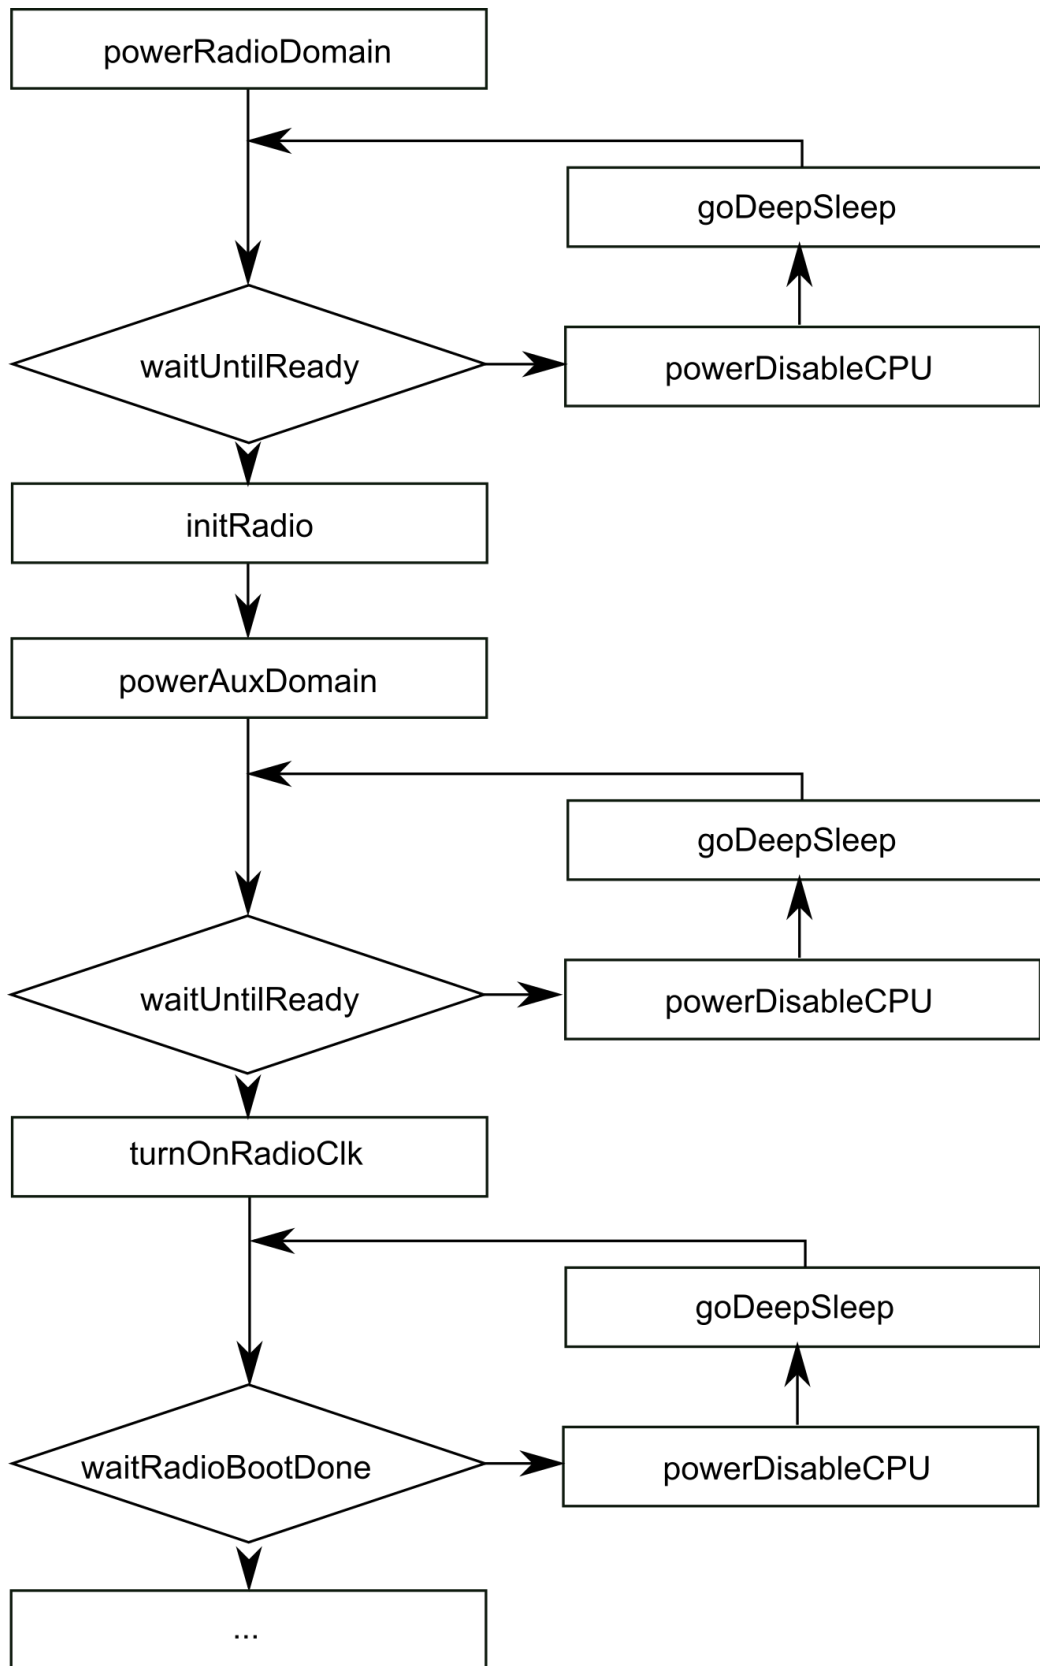 powerRadioDomain
goDeepSleep
waitUntilReady
powerDisableCPU
initRadio
powerAuxDomain
goDeepSleep
waitUntilReady
powerDisableCPU
turnOnRadioClk
goDeepSleep
waitRadioBootDone
powerDisableCPU
...